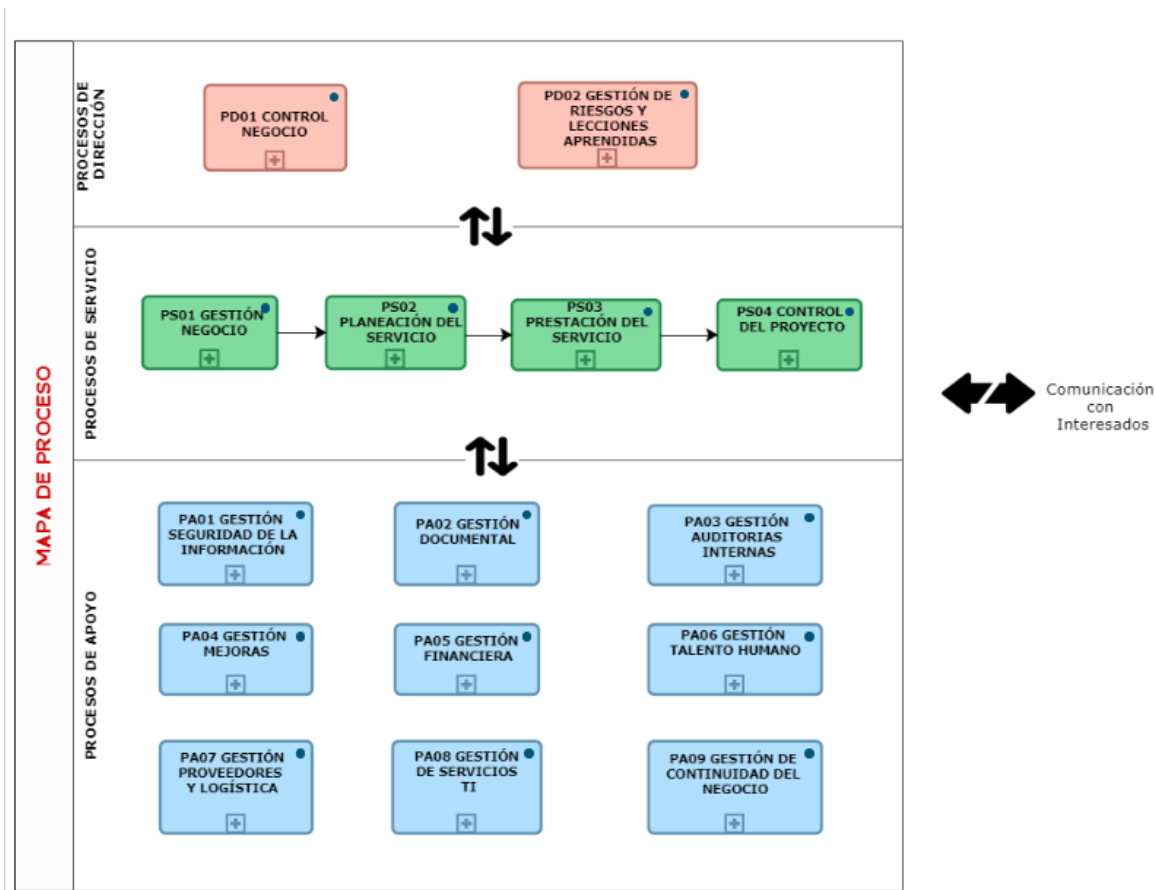 MAPA DE PROCESO
PROCESOS DE
DIRECCIÓN
PD01 CONTROL
NEGOCIO
PD02 GESTIÓN DE
RIESGOS Y
LECCIONES
APRENDIDAS
PROCESOS DE SERVICIO
PS01 GESTIÓN
NEGOCIO
PS02
PLANEACIÓN DEL
SERVICIO
PS03
PRESTACIÓN DEL
SERVICIO
PS04 CONTROL
DEL PROYECTO
Comunicación
con
Interesados
PROCESOS DE APOYO
PA01 GESTIÓN
SEGURIDAD DE LA
INFORMACIÓN
PA02 GESTIÓN
DOCUMENTAL
PA03 GESTIÓN
AUDITORIAS
INTERNAS
PA04 GESTIÓN
MEJORAS
PA05 GESTIÓN
FINANCIERA
PA06 GESTIÓN
TALENTO HUMANO
PA07 GESTIÓN
PROVEEDORES
Y LOGÍSTICA
PA08 GESTIÓN
DE SERVICIOS
TI
PA09 GESTIÓN DE
CONTINUIDAD DEL
NEGOCIO